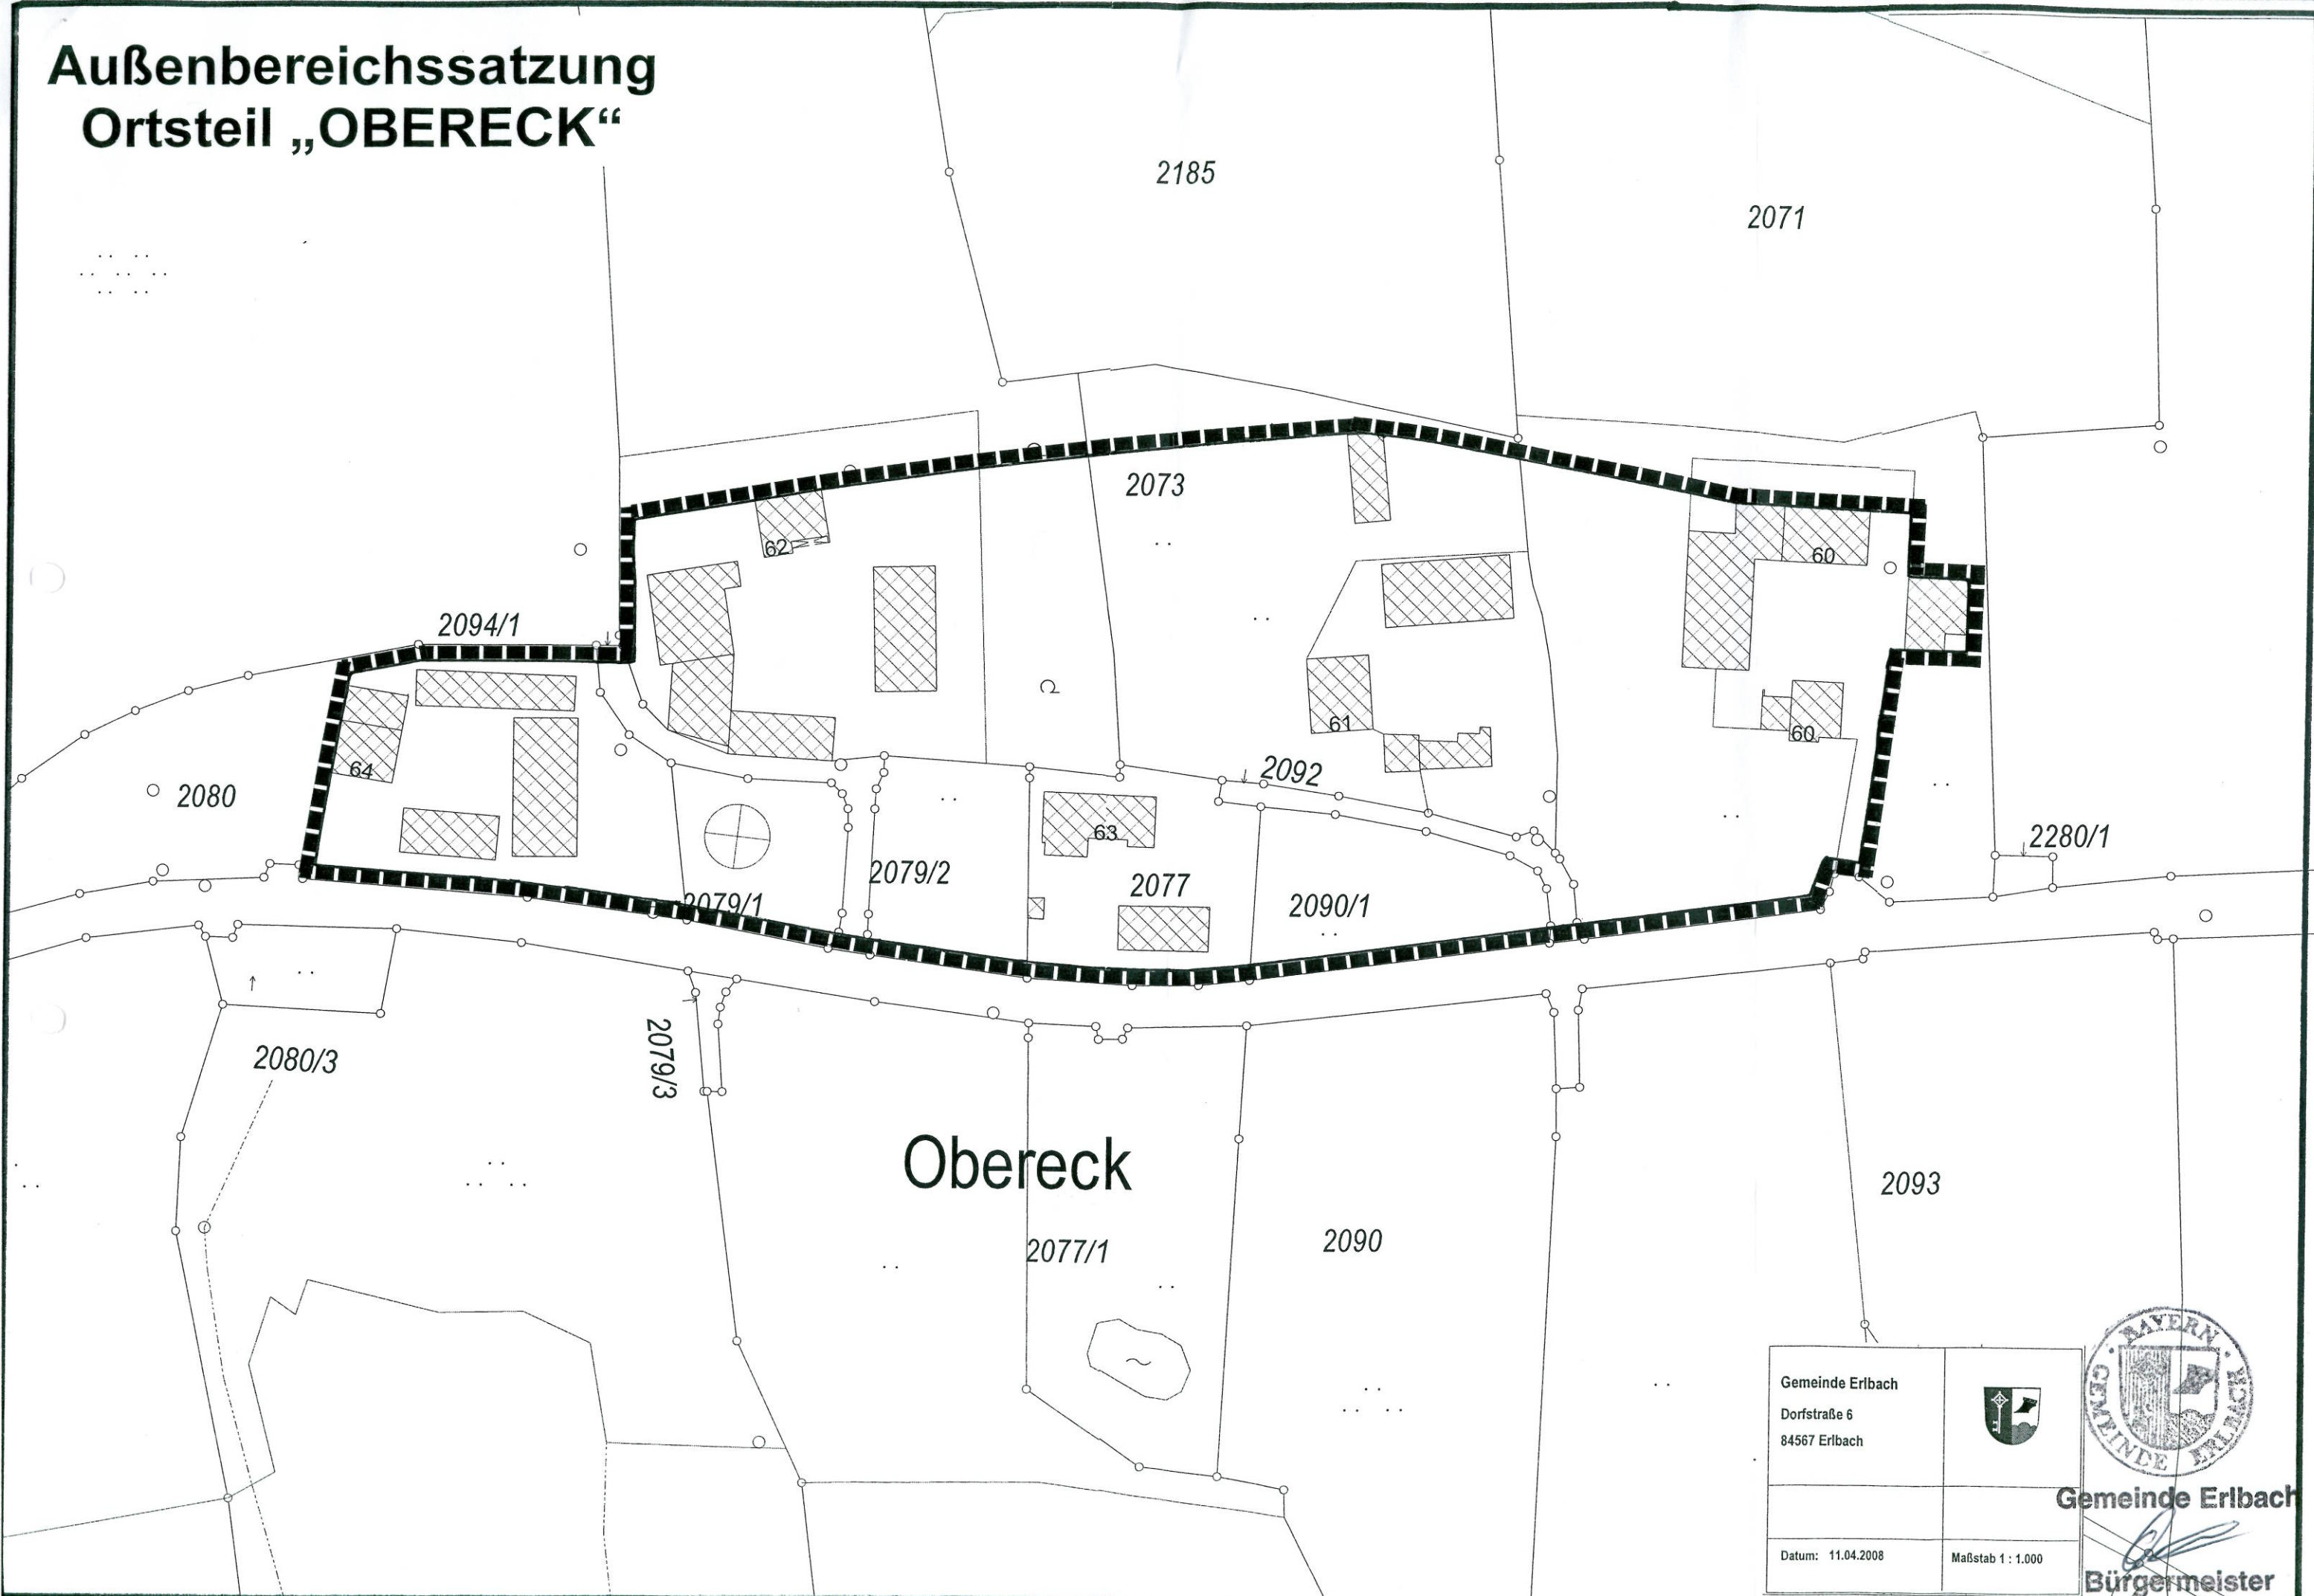 Außenbereichssatzung
Ortsteil „OBERECK“
2185
2071
2073
62
60
2094/1
61
60
2092
64
2080
63
2280/1
2079/2
2077
2079/1
2090/1
2080/3
2079/3
Obereck
2093
2077/1
2090
BAYERN
GEMEINDE ERLBACH
Gemeinde Erlbach
Dorfstraße 6
84567 Erlbach
Gemeinde Erlbach
Datum: 11.04.2008
Maßstab 1 : 1.000
Bürgermeister